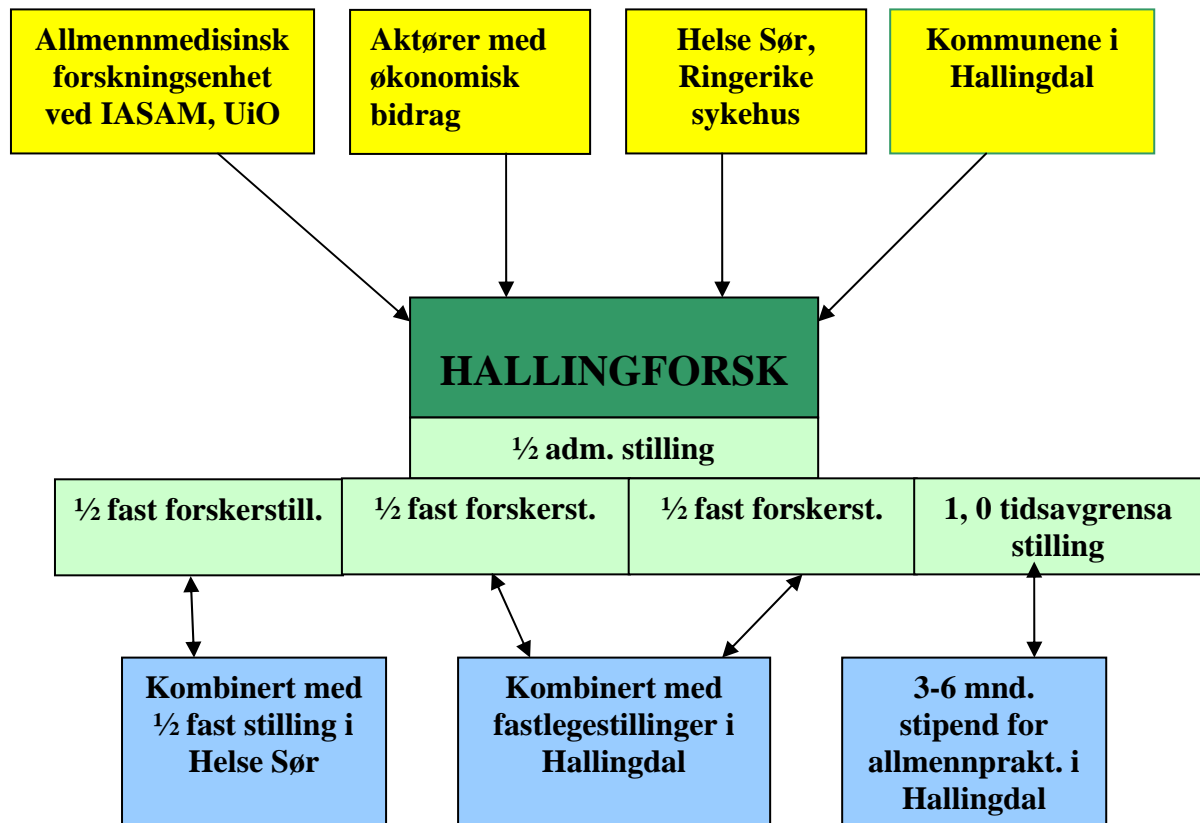 Allmennmedisinsk
forskningsenhet
ved IASAM, UiO
Aktører med
økonomisk
bidrag
Helse Sør,
Ringerike
sykehus
Kommunene i
Hallingdal
HALLINGFORSK
½ adm. stilling
½ fast forskerstill.
½ fast forskerst.
½ fast forskerst.
1, 0 tidsavgrensa
stilling
Kombinert med
½ fast stilling i
Helse Sør
Kombinert med
fastlegestillinger i
Hallingdal
3-6 mnd.
stipend for
allmennprakt. i
Hallingdal